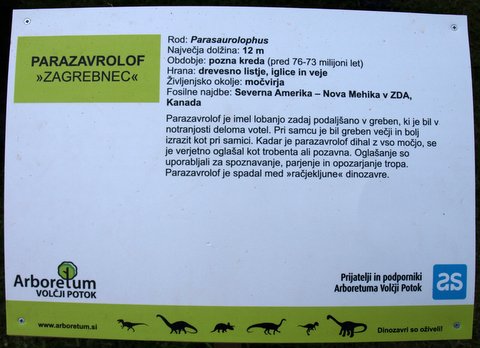 PARAZAVROLOF
»ZAGREBNEC«
Rod: Parasaurolophus
Največja dolžina: 12 m
Obdobje: pozna kreda (pred 76-73 milijoni let)
Hrana: drevesno listje, iglice in veje
Življenjsko okolje: močvirja
Fosilne najdbe: Severna Amerika – Nova Mehika v ZDA,
Kanada
Parazavrolof je imel lobanjo zadaj podaljšano v greben, ki je bil v
notranjosti deloma votel. Pri samcu je bil greben večji in bolj
izrazit kot pri samici. Kadar je parazavrolof dihal z vso močjo, se
je verjetno oglašal kot trobenta ali pozavna. Oglašanje so
uporabljali za spoznavanje, parjenje in opozarjanje tropa.
Parazavrolof je spadal med »račjekljune« dinozavre.
Arboretum
VOLČJI POTOK
Prijatelji in podporniki
Arboretuma Volčji Potok
as
www.arboretum.si
Dinozavri so oživeli!